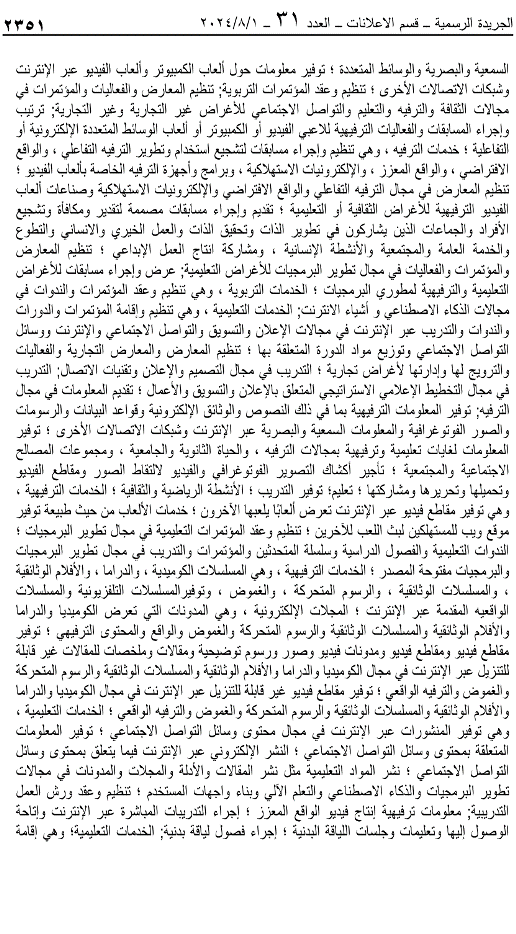 الجريدة الرسمية – قسم الاعلانات – العدد ٣١ – ٢٠٢٤/٨/١ ٢٣٥١
السمعية والبصرية والوسائط المتعددة ؛ توفير معلومات حول ألعاب الكمبيوتر وألعاب الفيديو عبر الإنترنت
وشبكات الاتصالات الأخرى ؛ تنظيم وعقد المؤتمرات التربوية؛ تنظيم المعارض والفعاليات والمؤتمرات في
مجالات الثقافة والترفيه والتعليم والتواصل الاجتماعي للأغراض غير التجارية وغير التجارية؛ ترتيب
وإجراء المسابقات والفعاليات الترفيهية للاعبي الفيديو أو الكمبيوتر أو ألعاب الوسائط المتعددة الإلكترونية أو
التفاعلية ؛ خدمات الترفيه ، وهي تنظيم وإجراء مسابقات لتشجيع استخدام وتطوير الترفيه التفاعلي ، والواقع
الافتراضي ، والواقع المعزز ، والإلكترونيات الاستهلاكية ، وبرامج وأجهزة الترفيه الخاصة بألعاب الفيديو ؛
تنظيم المعارض في مجال الترفيه التفاعلي والواقع الافتراضي والإلكترونيات الاستهلاكية وصناعات ألعاب
الفيديو الترفيهية للأغراض الثقافية أو التعليمية ؛ تقديم وإجراء مسابقات مصممة لتقدير ومكافأة وتشجيع
الأفراد والجماعات الذين يشاركون في تطوير الذات وتحقيق الذات والعمل الخيري والانساني والتطوع
والخدمة العامة والمجتمعية والأنشطة الإنسانية ، ومشاركة انتاج العمل الإبداعي ؛ تنظيم المعارض
والمؤتمرات والفعاليات في مجال تطوير البرمجيات للأغراض التعليمية؛ عرض وإجراء مسابقات للأغراض
التعليمية والترفيهية لمطوري البرمجيات ؛ الخدمات التربوية ، وهي تنظيم وعقد المؤتمرات والندوات في
مجالات الذكاء الاصطناعي و أشياء الانترنت؛ الخدمات التعليمية ، وهي تنظيم وإقامة المؤتمرات والدورات
والندوات والتدريب عبر الإنترنت في مجالات الإعلان والتسويق والتواصل الاجتماعي والإنترنت ووسائل
التواصل الاجتماعي وتوزيع مواد الدورة المتعلقة بها ؛ تنظيم المعارض والمعارض التجارية والفعاليات
والترويج لها وإدارتها لأغراض تجارية ؛ التدريب في مجال التصميم والإعلان وتقنيات الاتصال؛ التدريب
في مجال التخطيط الإعلامي الاستراتيجي المتعلق بالإعلان والتسويق والأعمال ؛ تقديم المعلومات في مجال
الترفيه؛ توفير المعلومات الترفيهية بما في ذلك النصوص والوثائق الإلكترونية وقواعد البيانات والرسومات
والصور الفوتوغرافية والمعلومات السمعية والبصرية عبر الإنترنت وشبكات الاتصالات الأخرى ؛ توفير
المعلومات لغايات تعليمية وترفيهية بمجالات الترفيه ، والحياة الثانوية والجامعية ، ومجموعات المصالح
الاجتماعية والمجتمعية ؛ تأجير أكشاك التصوير الفوتوغرافي والفيديو لالتقاط الصور ومقاطع الفيديو
وتحميلها وتحريرها ومشاركتها ؛ تعليم؛ توفير التدريب ؛ الأنشطة الرياضية والثقافية ؛ الخدمات الترفيهية ،
وهي توفير مقاطع فيديو عبر الإنترنت تعرض ألعابًا يلعبها الآخرون ؛ خدمات الألعاب من حيث طبيعة توفير
موقع ويب للمستهلكين لبث اللعب للآخرين ؛ تنظيم وعقد المؤتمرات التعليمية في مجال تطوير البرمجيات ؛
الندوات التعليمية والفصول الدراسية وسلسلة المتحدثين والمؤتمرات والتدريب في مجال تطوير البرمجيات
والبرمجيات مفتوحة المصدر ؛ الخدمات الترفيهية ، وهي المسلسلات الكوميدية ، والدراما ، والأفلام الوثائقية
، والمسلسلات الوثائقية ، والرسوم المتحركة ، والغموض ، وتوفيرالمسلسلات التلفزيونية والمسلسلات
الواقعيه المقدمة عبر الإنترنت ؛ المجلات الإلكترونية ، وهي المدونات التي تعرض الكوميديا والدراما
والأفلام الوثائقية والمسلسلات الوثائقية والرسوم المتحركة والغموض والواقع والمحتوى الترفيهي ؛ توفير
مقاطع فيديو ومقاطع فيديو ومدونات فيديو وصور ورسوم توضيحية ومقالات وملخصات للمقالات غير قابلة
للتنزيل عبر الإنترنت في مجال الكوميديا والدراما والأفلام الوثائقية والمسلسلات الوثائقية والرسوم المتحركة
والغموض والترفيه الواقعي ؛ توفير مقاطع فيديو غير قابلة للتنزيل عبر الإنترنت في مجال الكوميديا والدراما
والأفلام الوثائقية والمسلسلات الوثائقية والرسوم المتحركة والغموض والترفيه الواقعي ؛ الخدمات التعليمية ،
وهي توفير المنشورات عبر الإنترنت في مجال محتوى وسائل التواصل الاجتماعي ؛ توفير المعلومات
المتعلقة بمحتوى وسائل التواصل الاجتماعي ؛ النشر الإلكتروني عبر الإنترنت فيما يتعلق بمحتوى وسائل
التواصل الاجتماعي ؛ نشر المواد التعليمية مثل نشر المقالات والأدلة والمجلات والمدونات في مجالات
تطوير البرمجيات والذكاء الاصطناعي والتعلم الآلي وبناء واجهات المستخدم ؛ تنظيم وعقد ورش العمل
التدريبية؛ معلومات ترفيهية إنتاج فيديو الواقع المعزز ؛ إجراء التدريبات المباشرة عبر الإنترنت وإتاحة
الوصول إليها وتعليمات وجلسات اللياقة البدنية ؛ إجراء فصول لياقة بدنية؛ الخدمات التعليمية؛ وهي إقامة